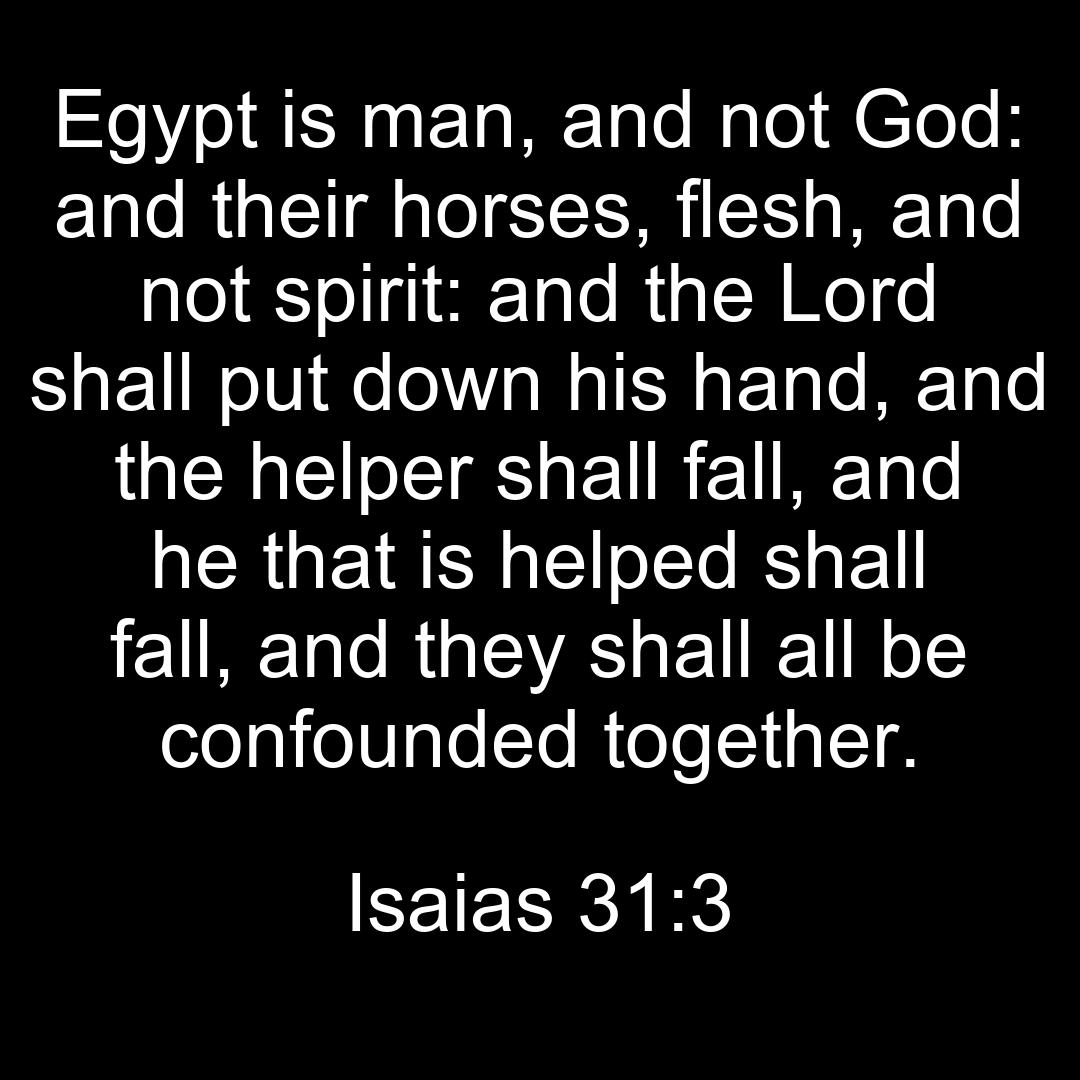 Egypt is man, and not God:
and their horses, flesh, and
not spirit: and the Lord
shall put down his hand, and
the helper shall fall, and
he that is helped shall
fall, and they shall all be
confounded together.
Isaias 31:3